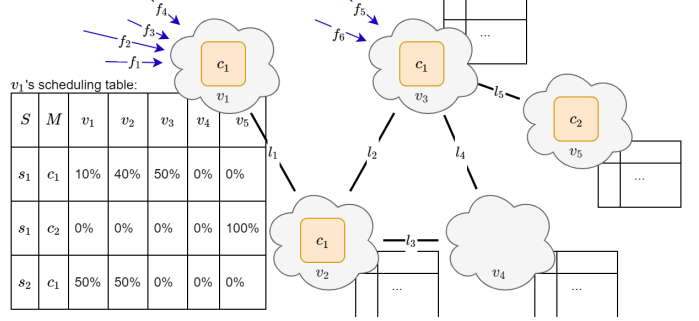 f₄
f₃
f₂
f₁
f₅
f₆
c₁
v₁
c₁
v₃
...
c₂
v₅
...
v₁'s scheduling table:
S M v₁ v₂ v₃ v₄ v₅
s₁ c₁ 10% 40% 50% 0% 0%
s₁ c₂ 0% 0% 0% 0% 100%
s₂ c₁ 50% 50% 0% 0% 0%
l₁
l₂
l₄
l₅
c₁
v₂
l₃
v₄
...
...